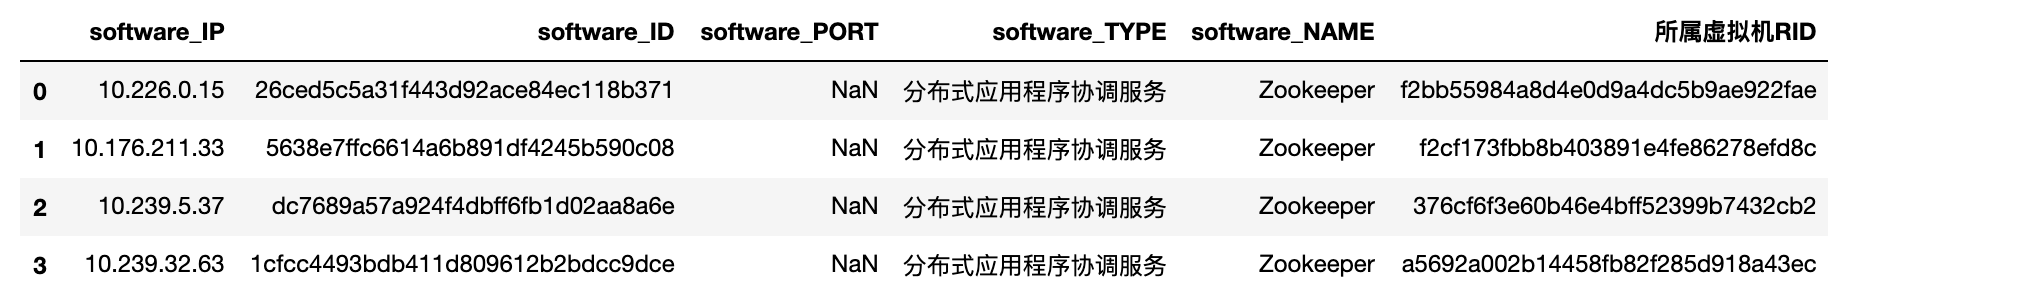 software_IP software_ID software_PORT software_TYPE software_NAME 所属虚拟机RID
0 10.226.0.15 26ced5c5a31f443d92ace84ec118b371 NaN 分布式应用程序协调服务 Zookeeper f2bb55984a8d4e0d9a4dc5b9ae922fae
1 10.176.211.33 5638e7ffc6614a6b891df4245b590c08 NaN 分布式应用程序协调服务 Zookeeper f2cf173fbb8b403891e4fe86278efd8c
2 10.239.5.37 dc7689a57a924f4dbff6fb1d02aa8a6e NaN 分布式应用程序协调服务 Zookeeper 376cf6f3e60b46e4bff52399b7432cb2
3 10.239.32.63 1cfcc4493bdb411d809612b2bdcc9dce NaN 分布式应用程序协调服务 Zookeeper a5692a002b14458fb82f285d918a43ec